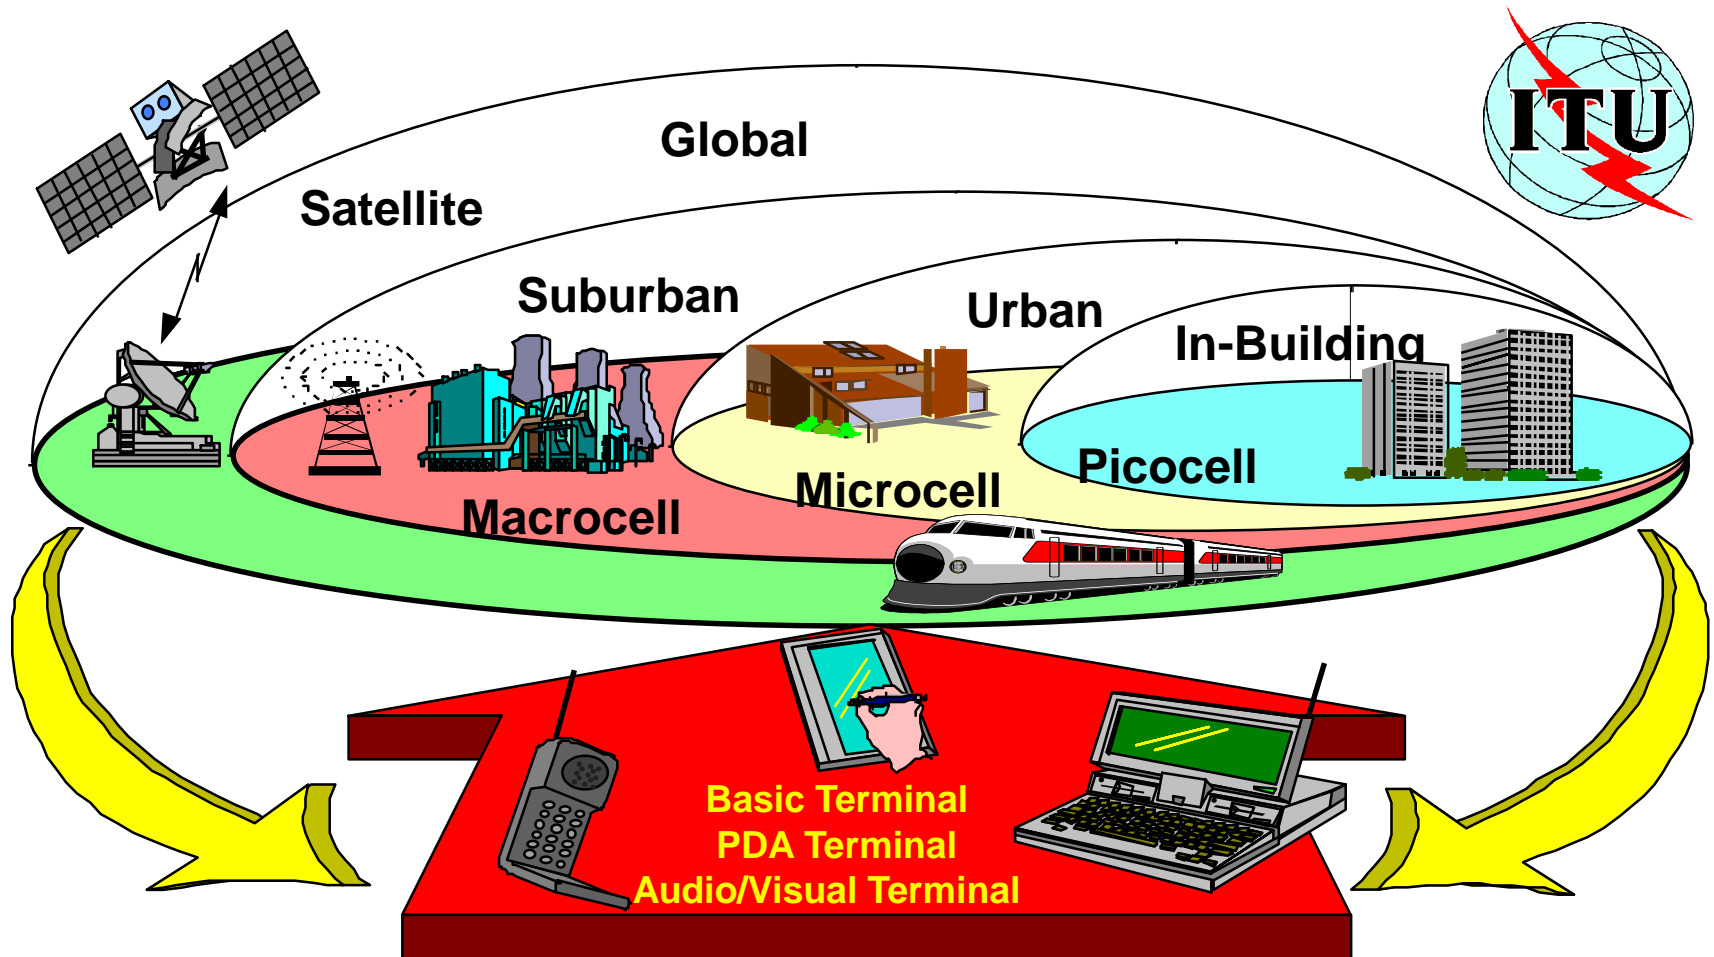 ITU
Global
Satellite
Suburban
Urban
In-Building
Macrocell
Microcell
Picocell
Basic Terminal
PDA Terminal
Audio/Visual Terminal